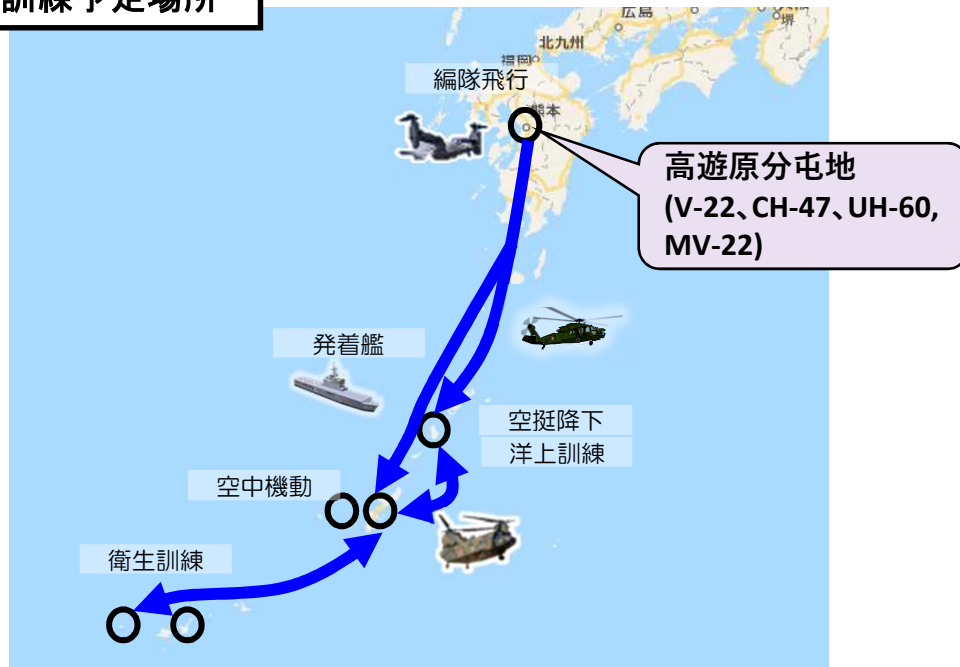 訓練予定場所
広島
堺
北九州
福岡
編隊飛行
熊本
高遊原分屯地
(V-22、CH-47、UH-60,
MV-22)
発着艦
空挺降下
洋上訓練
空中機動
衛生訓練